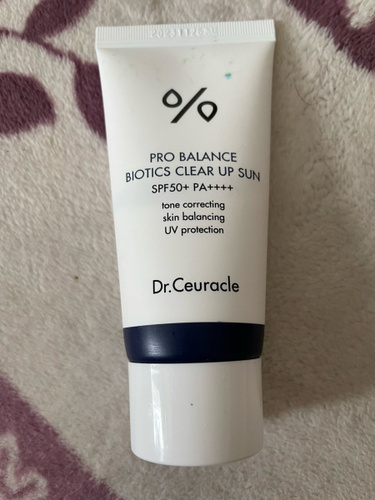 %
PRO BALANCE
BIOTICS CLEAR UP SUN
SPF50+ PA++++
tone correcting
skin balancing
UV protection
Dr.Ceuracle